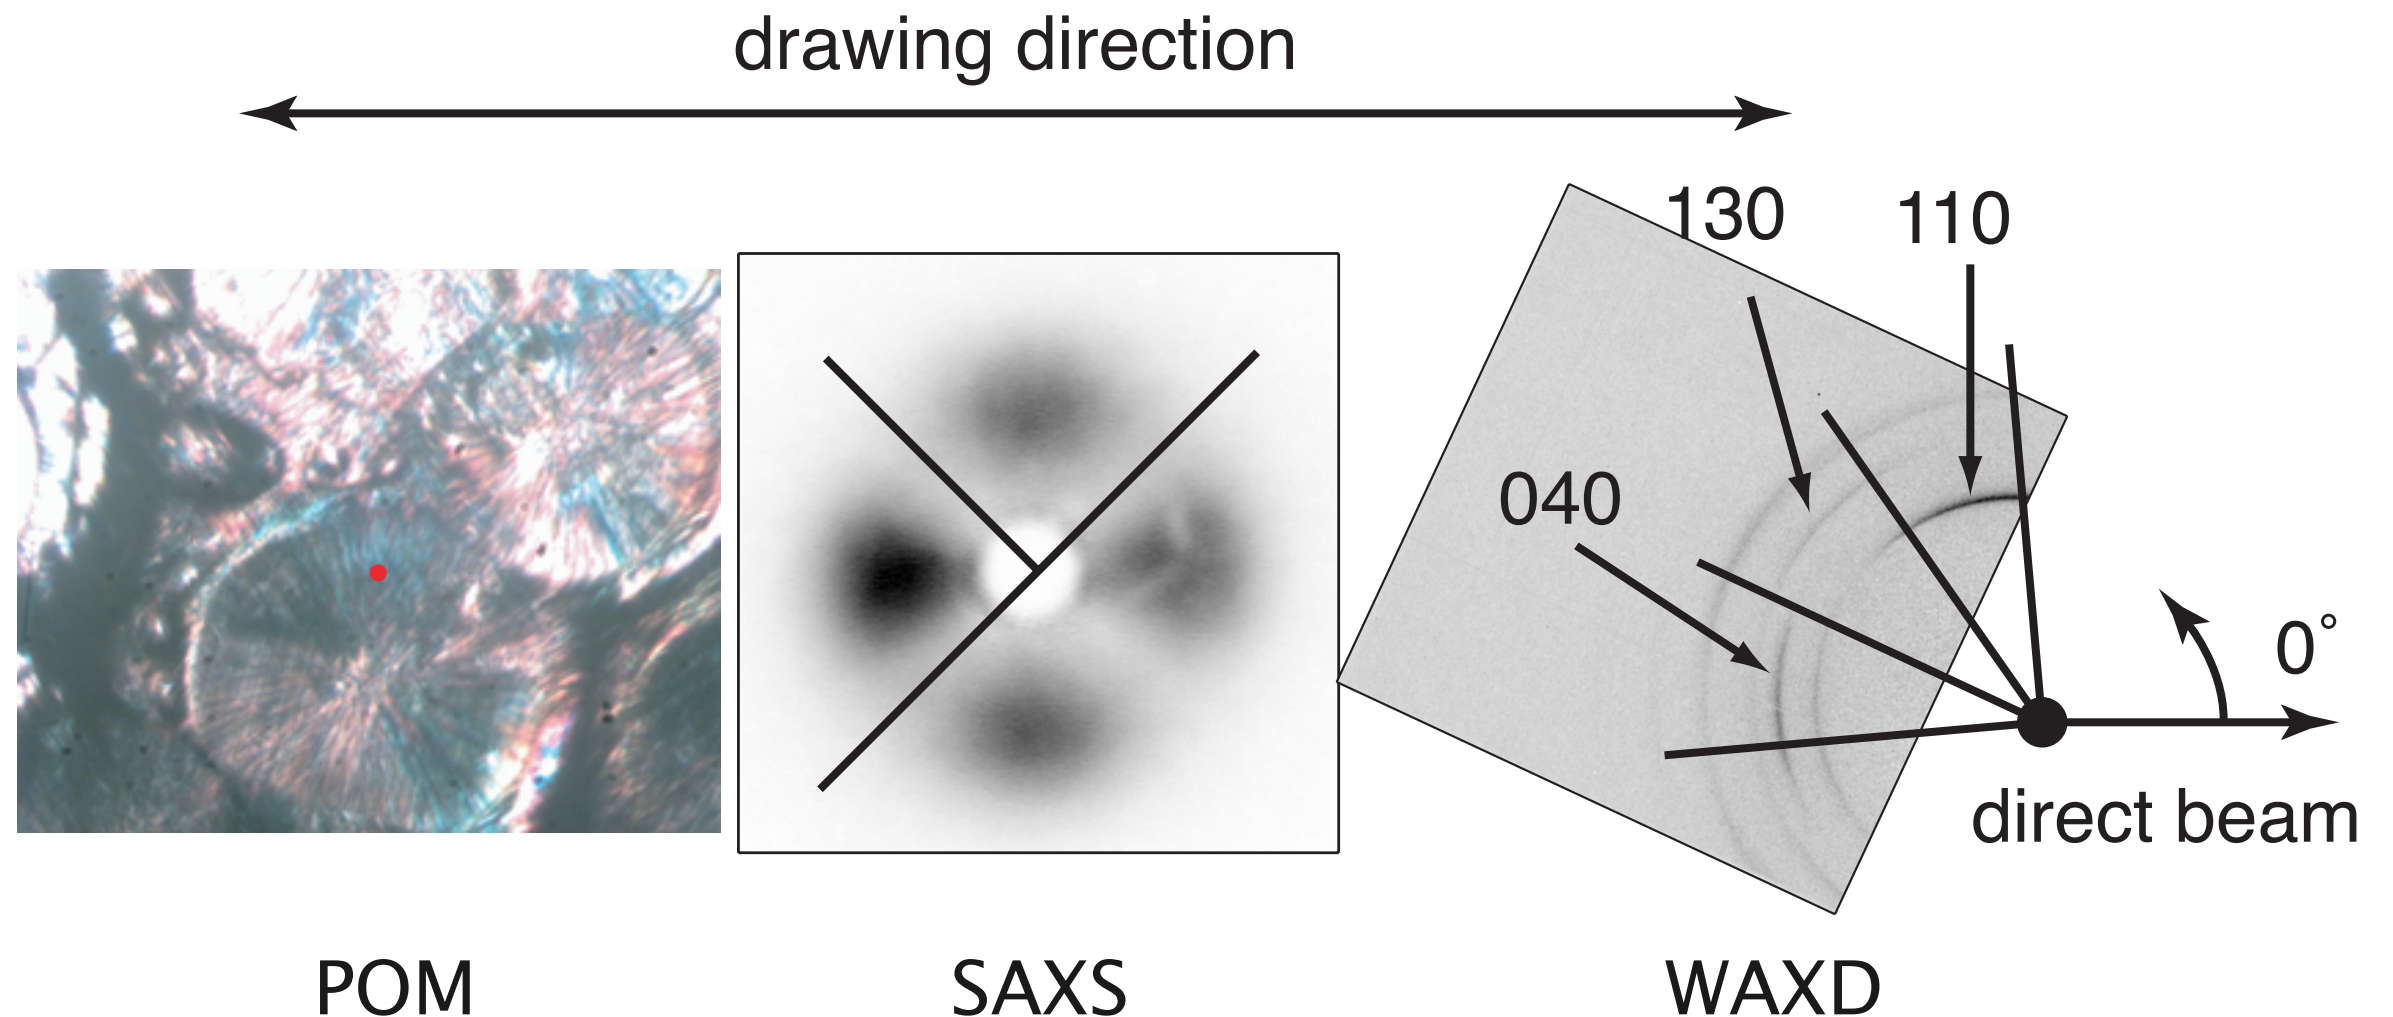 drawing direction
130
110
040
0°
direct beam
POM
SAXS
WAXD